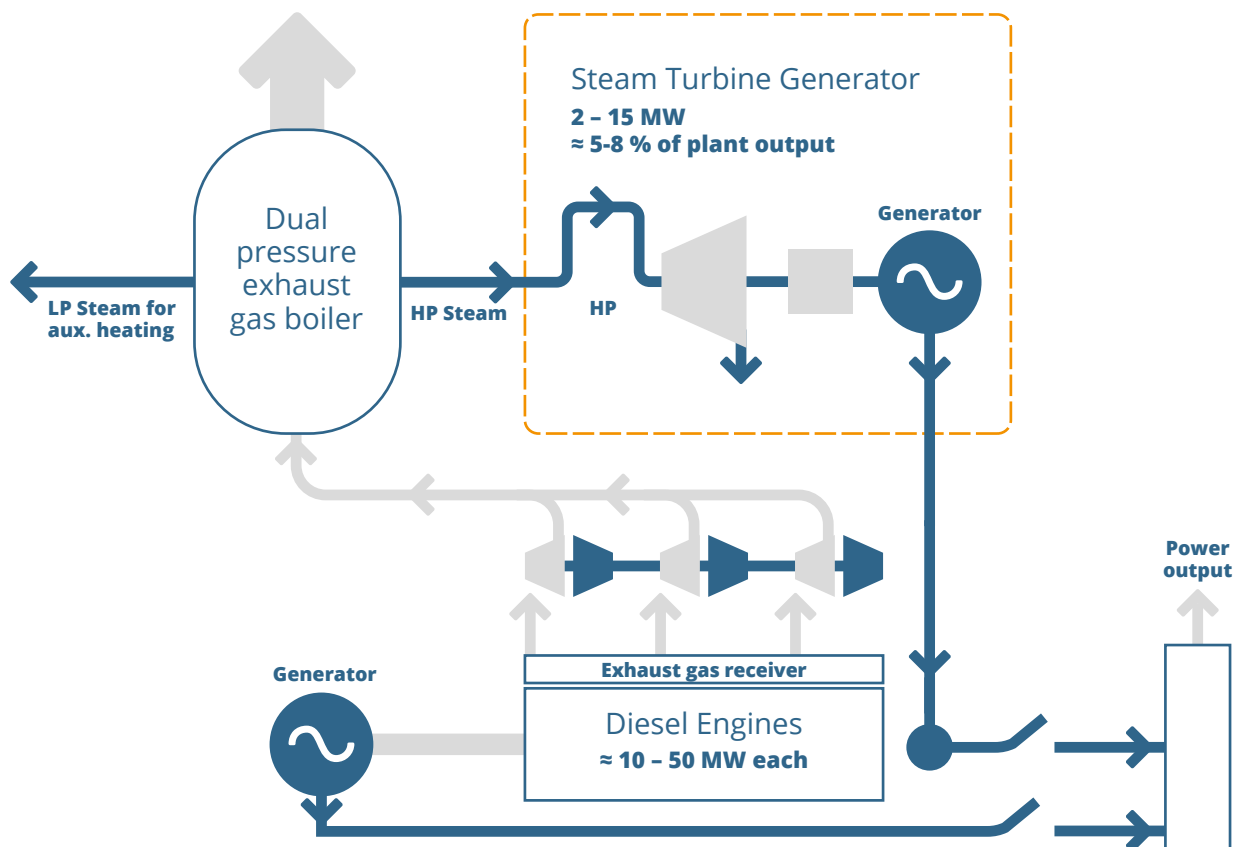 Steam Turbine Generator
2 – 15 MW
≈ 5-8 % of plant output
Dual
pressure
exhaust
gas boiler
Generator
LP Steam for
aux. heating
HP Steam
HP
Power
output
Exhaust gas receiver
Generator
Diesel Engines
≈ 10 – 50 MW each